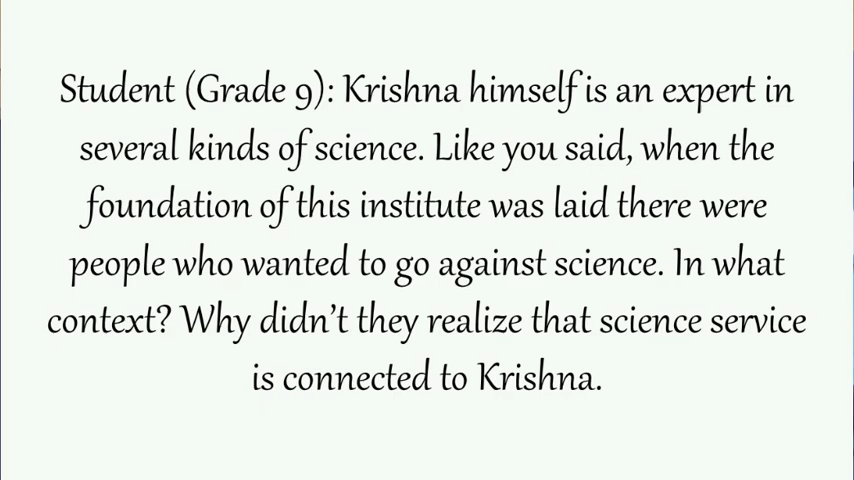 Student (Grade 9): Krishna himself is an expert in
several kinds of science. Like you said, when the
foundation of this institute was laid there were
people who wanted to go against science. In what
context? Why didn't they realize that science service
is connected to Krishna.